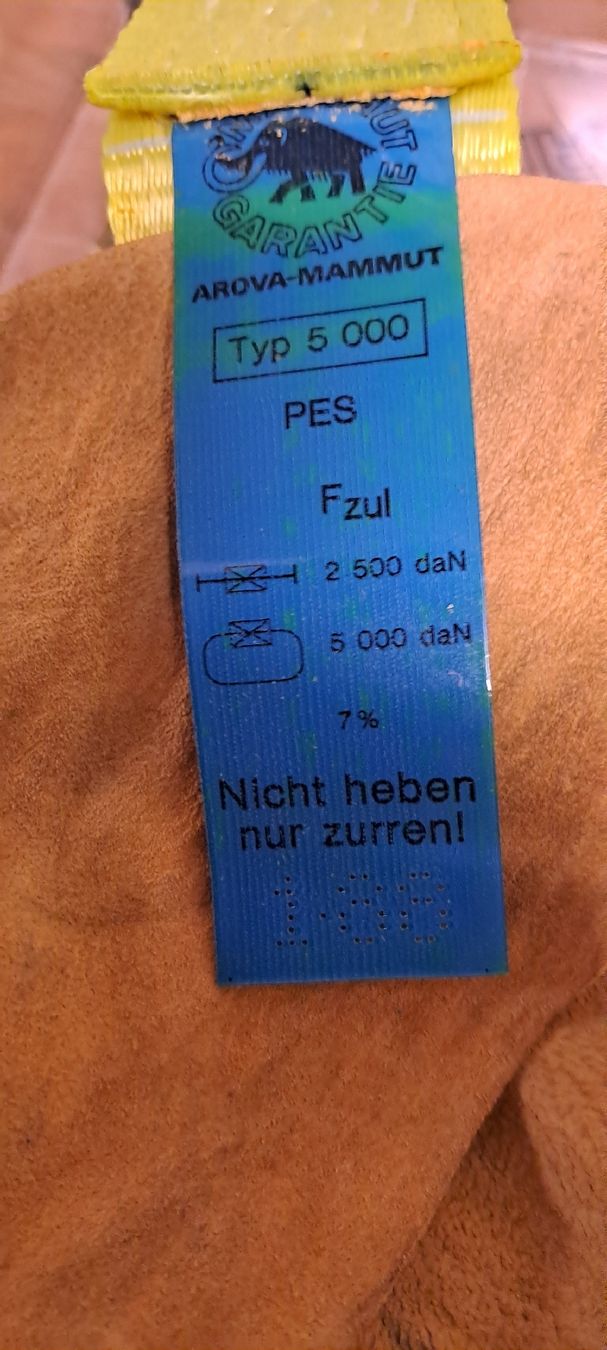 MAMMUT
GARANTIE
AROVA-MAMMUT
Typ 5 000
PES
Fzul
2 500 daN
5 000 daN
7%
Nicht heben
nur zurren!